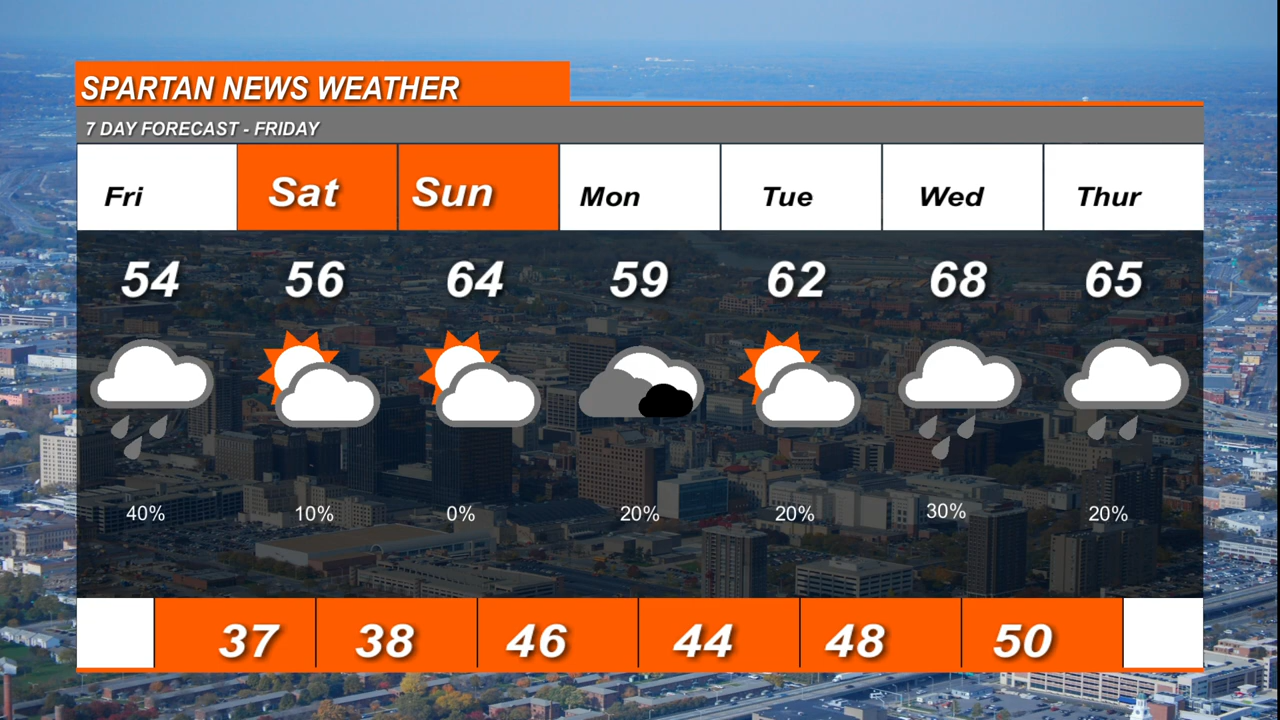 SPARTAN NEWS WEATHER
7 DAY FORECAST - FRIDAY
Fri Sat Sun Mon Tue Wed Thur
54 56 64 59 62 68 65
40% 10% 0% 20% 20% 30% 20%
37 38 46 44 48 50